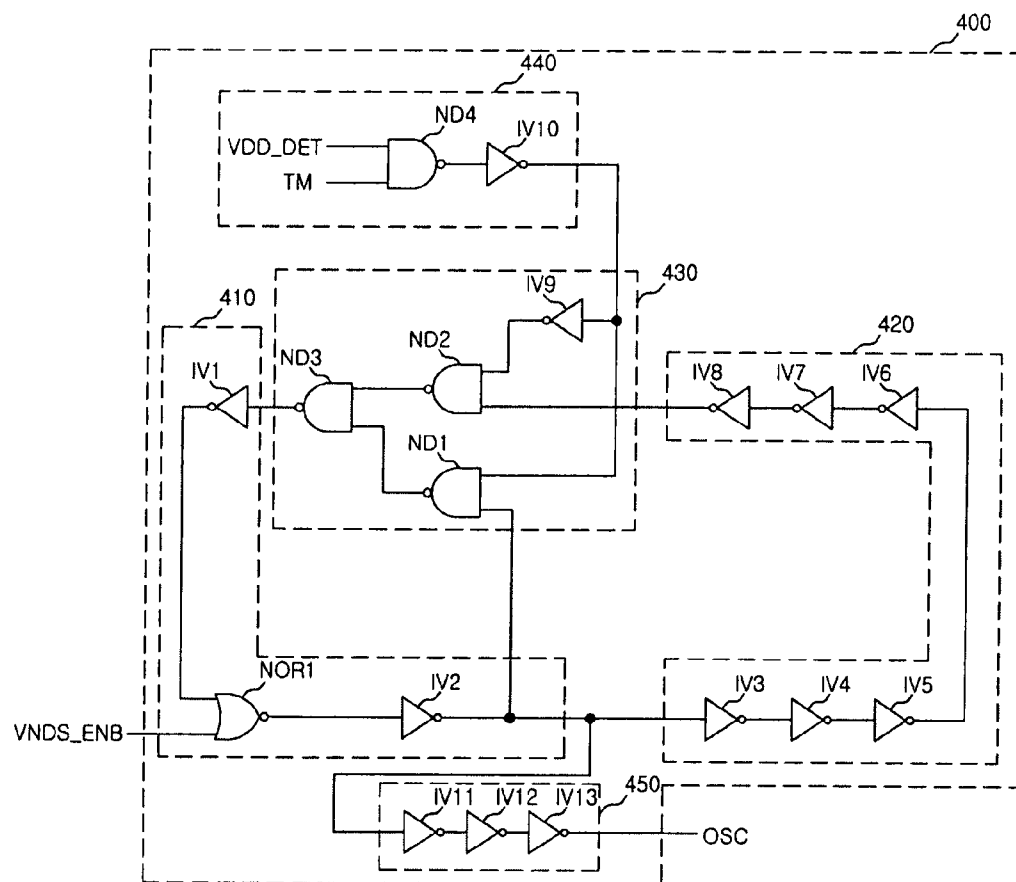 400
440
ND4
IV10
VDD_DET
TM
430
IV9
410
420
ND2
ND3
IV1
IV8
IV7
IV6
ND1
NOR1
IV2
IV3
IV4
IV5
VNDS_ENB
450
IV11
IV12
IV13
OSC